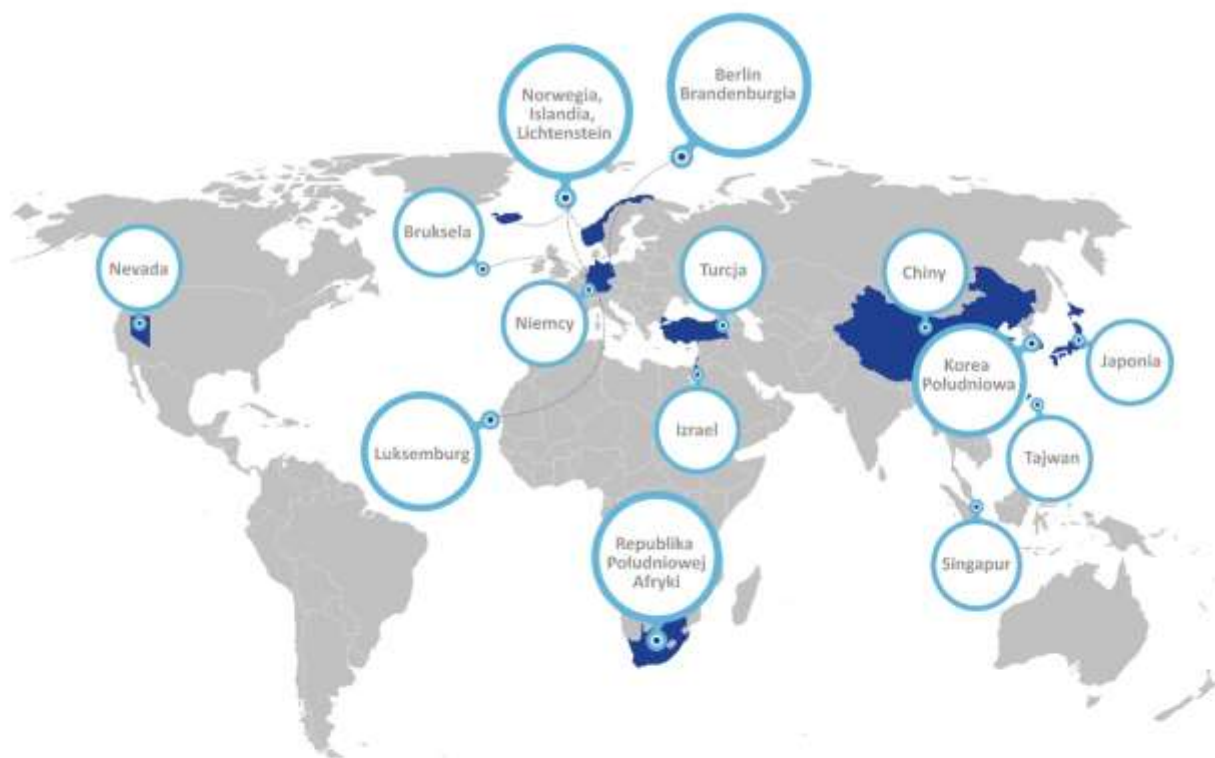 Berlin
Brandenburgia
Norwegia,
Islandia,
Lichtenstein
Bruksela
Nevada
Turcja
Chiny
Niemcy
Korea
Południowa
Japonia
Izrael
Luksemburg
Tajwan
Republika
Południowej
Afryki
Singapur